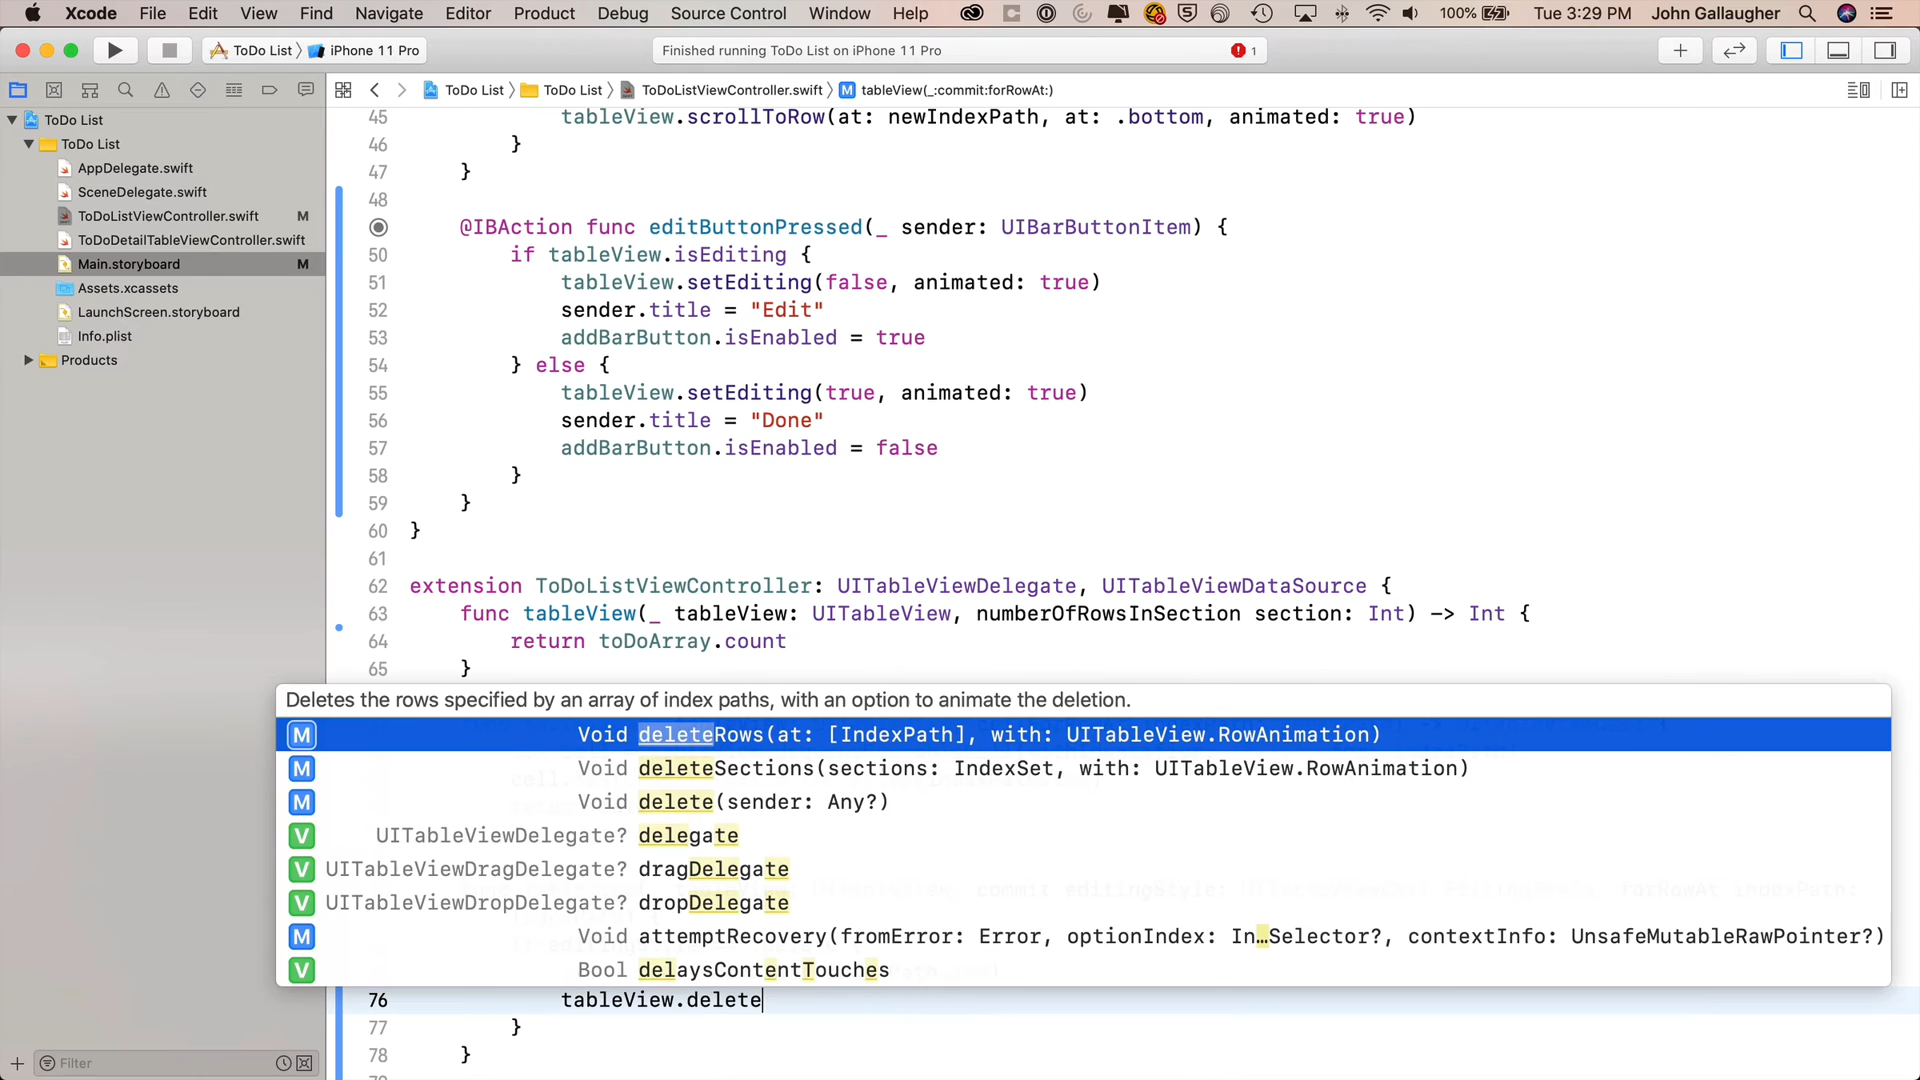 Xcode File Edit View Find Navigate Editor Product Debug Source Control Window Help 100% Tue 3:29 PM John Gallaugher
ToDo List iPhone 11 Pro
Finished running ToDo List on iPhone 11 Pro
1
ToDo List ToDo List ToDoListViewController.swift M tableView(_:commit:forRowAt:)
ToDo List
ToDo List
AppDelegate.swift
SceneDelegate.swift
ToDoListViewController.swift M
ToDoDetailTableViewController.swift
Main.storyboard M
Assets.xcassets
LaunchScreen.storyboard
Info.plist
Products
Filter
45 tableView.scrollToRow(at: newIndexPath, at: .bottom, animated: true)
46 }
47 }
48
@IBAction func editButtonPressed(_ sender: UIBarButtonItem) {
50 if tableView.isEditing {
51 tableView.setEditing(false, animated: true)
52 sender.title = "Edit"
53 addBarButton.isEnabled = true
54 } else {
55 tableView.setEditing(true, animated: true)
56 sender.title = "Done"
57 addBarButton.isEnabled = false
58 }
59 }
60 }
61
62 extension ToDoListViewController: UITableViewDelegate, UITableViewDataSource {
63 func tableView(_ tableView: UITableView, numberOfRowsInSection section: Int) -> Int {
64 return toDoArray.count
65 }
Deletes the rows specified by an array of index paths, with an option to animate the deletion.
M Void deleteRows(at: [IndexPath], with: UITableView.RowAnimation)
M Void deleteSections(sections: IndexSet, with: UITableView.RowAnimation)
M Void delete(sender: Any?)
V UITableViewDelegate? delegate
V UITableViewDragDelegate? dragDelegate
V UITableViewDropDelegate? dropDelegate
M Void attemptRecovery(fromError: Error, optionIndex: In…Selector?, contextInfo: UnsafeMutableRawPointer?)
V Bool delaysContentTouches
76 tableView.delete
77 }
78 }